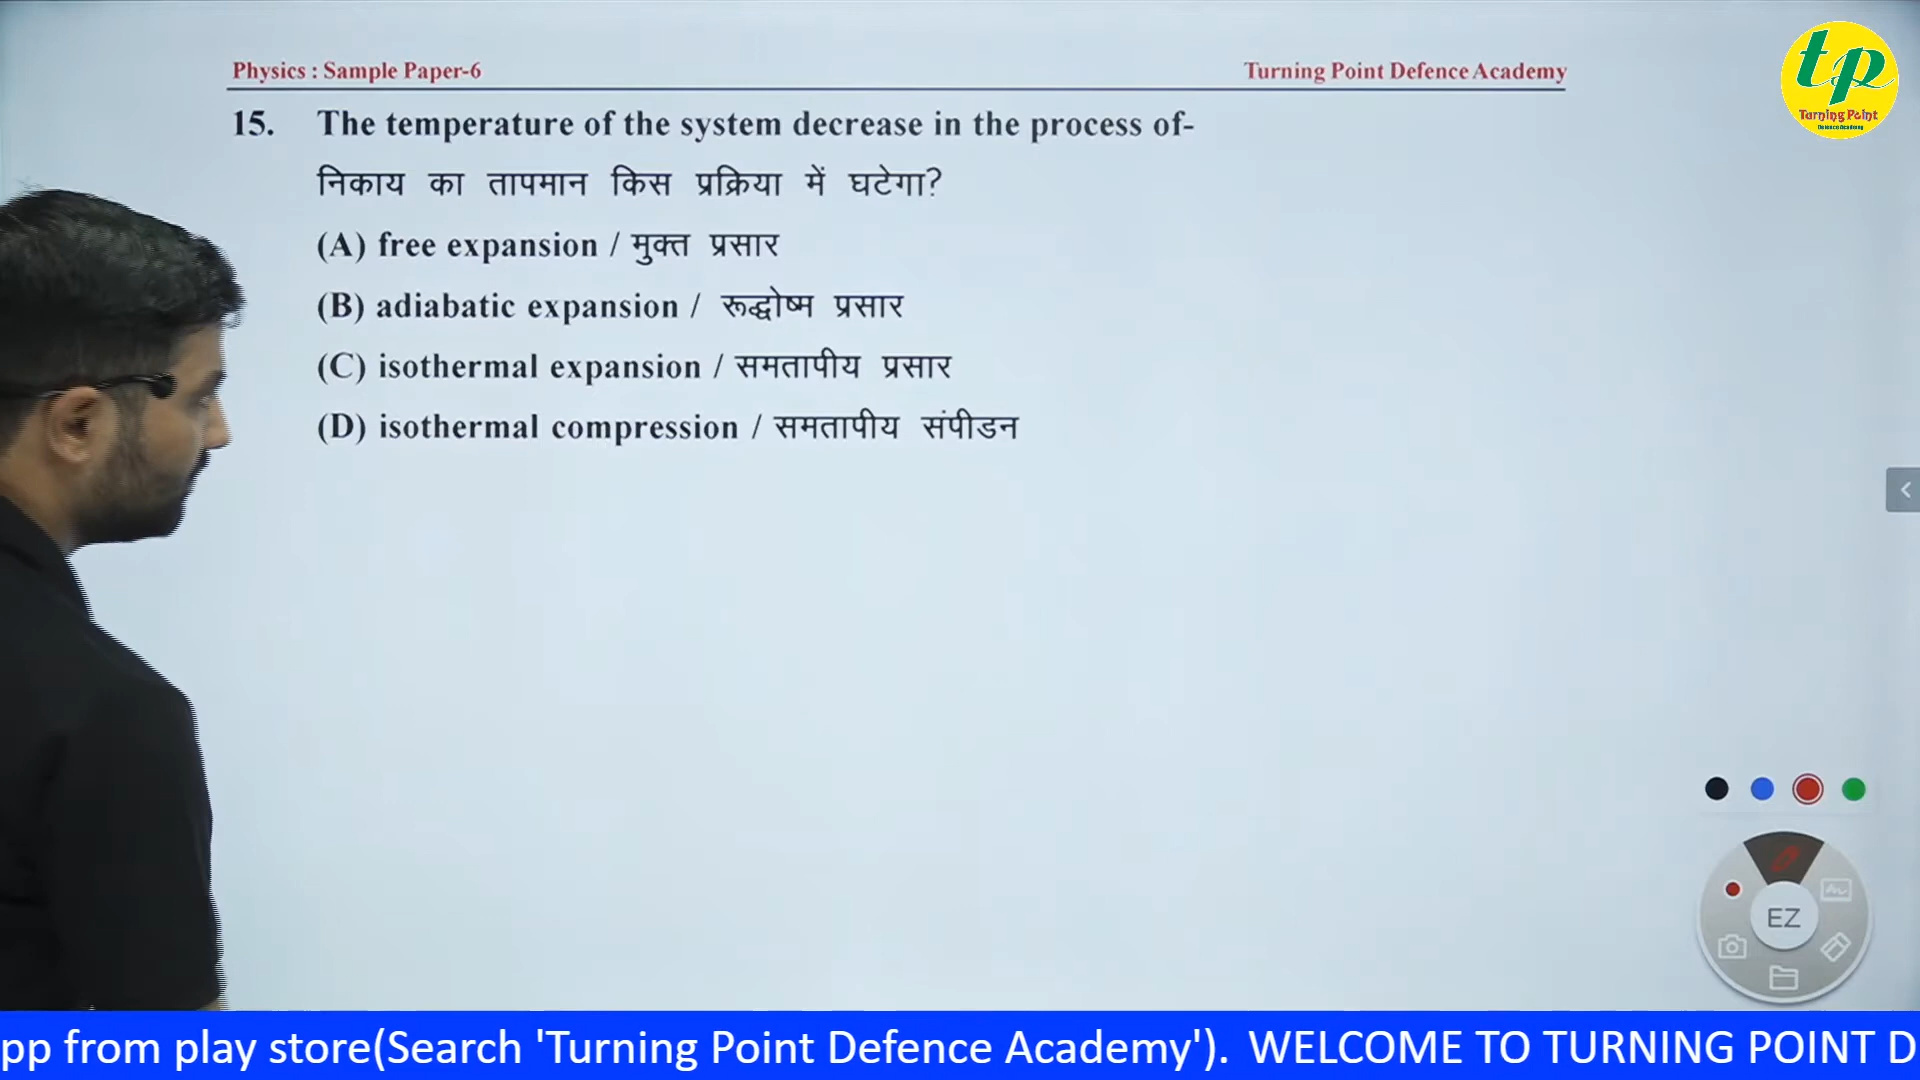 Physics : Sample Paper-6
Turning Point Defence Academy
tp
Turning Point
Defence Academy
15. The temperature of the system decrease in the process of-
निकाय का तापमान किस प्रक्रिया में घटेगा?
(A) free expansion / मुक्त प्रसार
(B) adiabatic expansion / रूद्धोष्म प्रसार
(C) isothermal expansion / समतापीय प्रसार
(D) isothermal compression / समतापीय संपीडन
EZ
pp from play store(Search 'Turning Point Defence Academy'). WELCOME TO TURNING POINT D